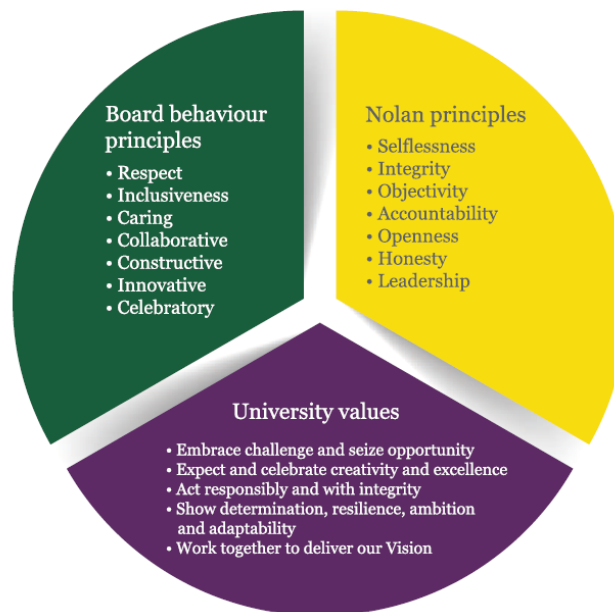 Board behaviour
principles
• Respect
• Inclusiveness
• Caring
• Collaborative
• Constructive
• Innovative
• Celebratory
Nolan principles
• Selflessness
• Integrity
• Objectivity
• Accountability
• Openness
• Honesty
• Leadership
University values
• Embrace challenge and seize opportunity
• Expect and celebrate creativity and excellence
• Act responsibly and with integrity
• Show determination, resilience, ambition
and adaptability
• Work together to deliver our Vision